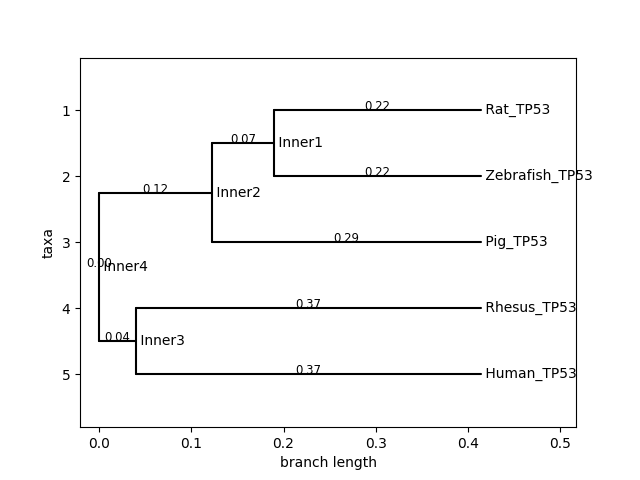 1
0.22
Rat_TP53
0.07
Inner1
2
0.22
Zebrafish_TP53
0.12
Inner2
3
0.29
Pig_TP53
0.00
Inner4
4
0.37
Rhesus_TP53
0.04
Inner3
5
0.37
Human_TP53
taxa
0.0 0.1 0.2 0.3 0.4 0.5
branch length